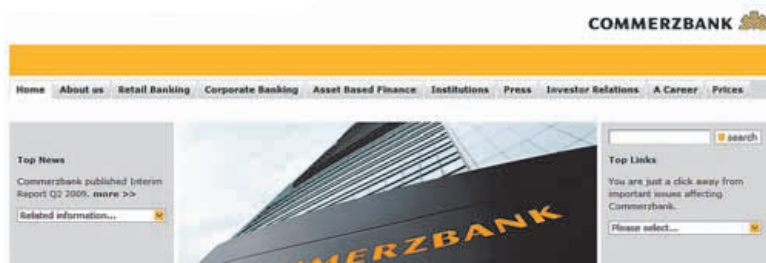 COMMERZBANK
Home About us Retail Banking Corporate Banking Asset Based Finance Institutions Press Investor Relations A Career Prices
search
Top News
Commerzbank published Interim
Report Q2 2009. more >>
Related information...
MMERZBANK
Top Links
You are just a click away from
important issues affecting
Commerzbank.
Please select...